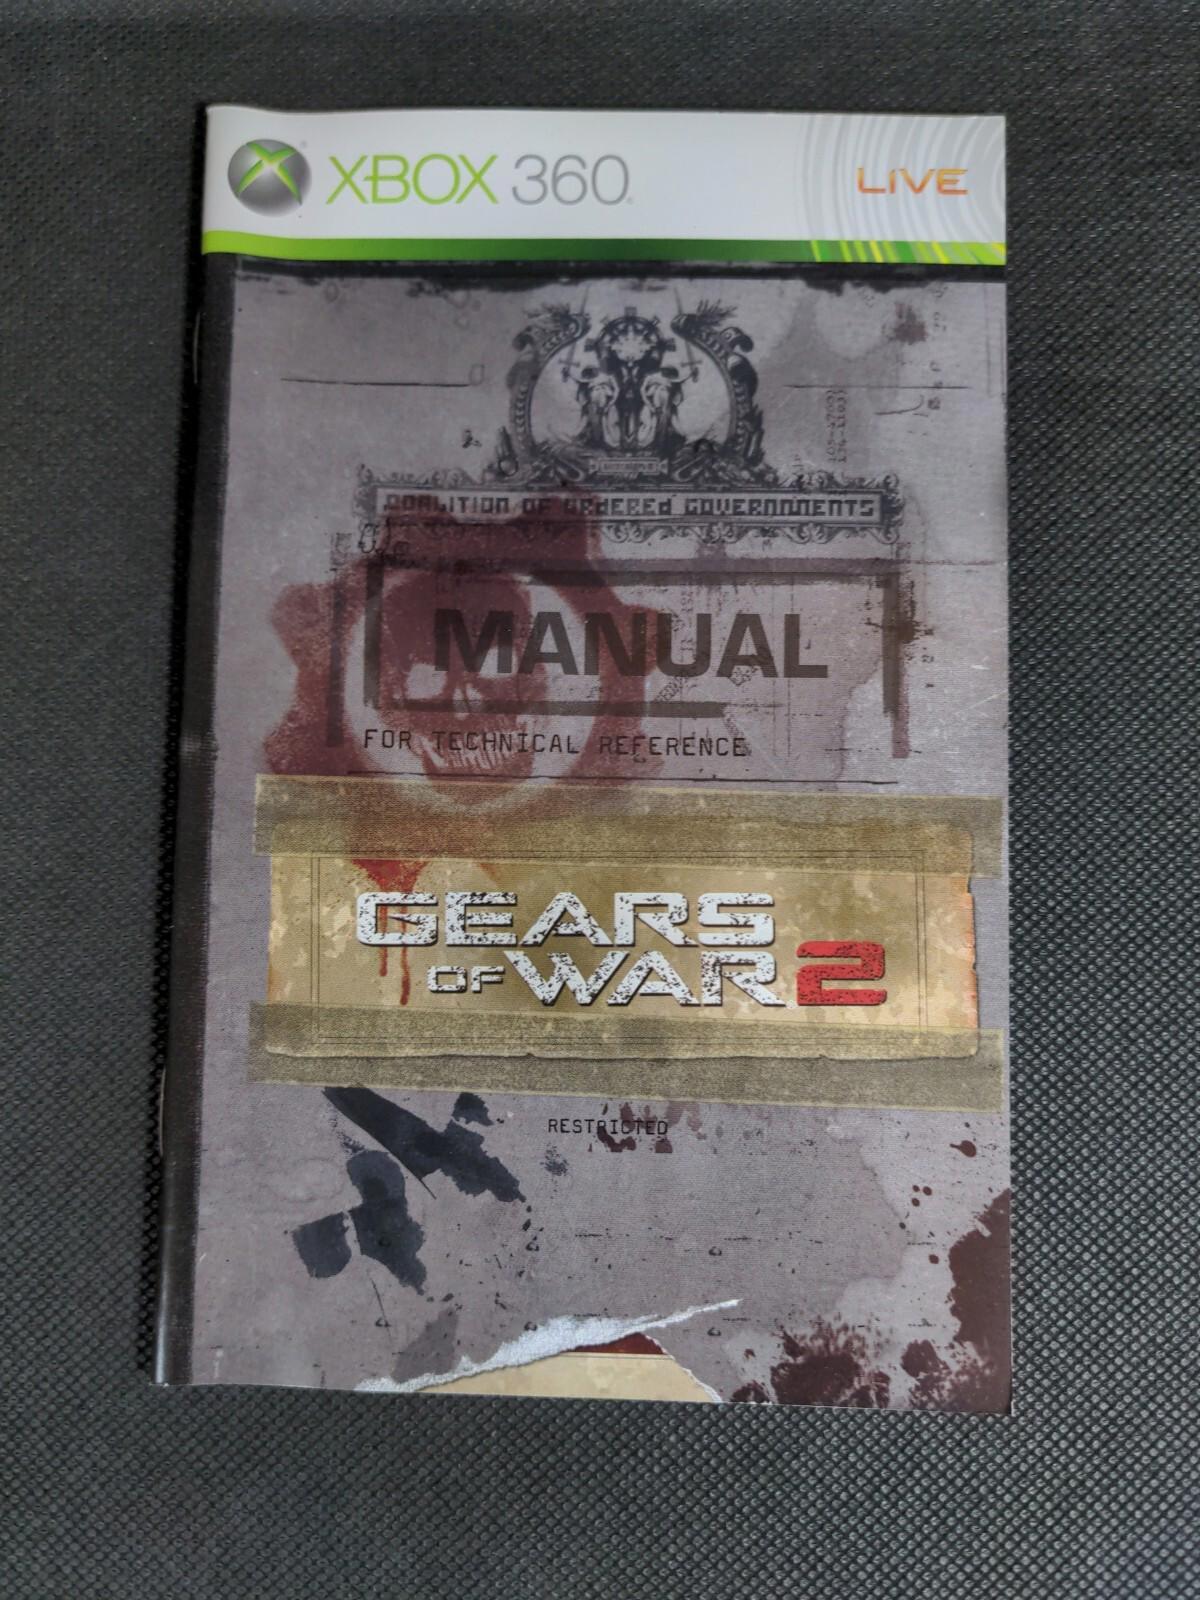 XBOX 360
LIVE
COALITION OF ORDERED GOVERNMENTS
MANUAL
FOR TECHNICAL REFERENCE
GEARS
OF WAR 2
RESTRICTED